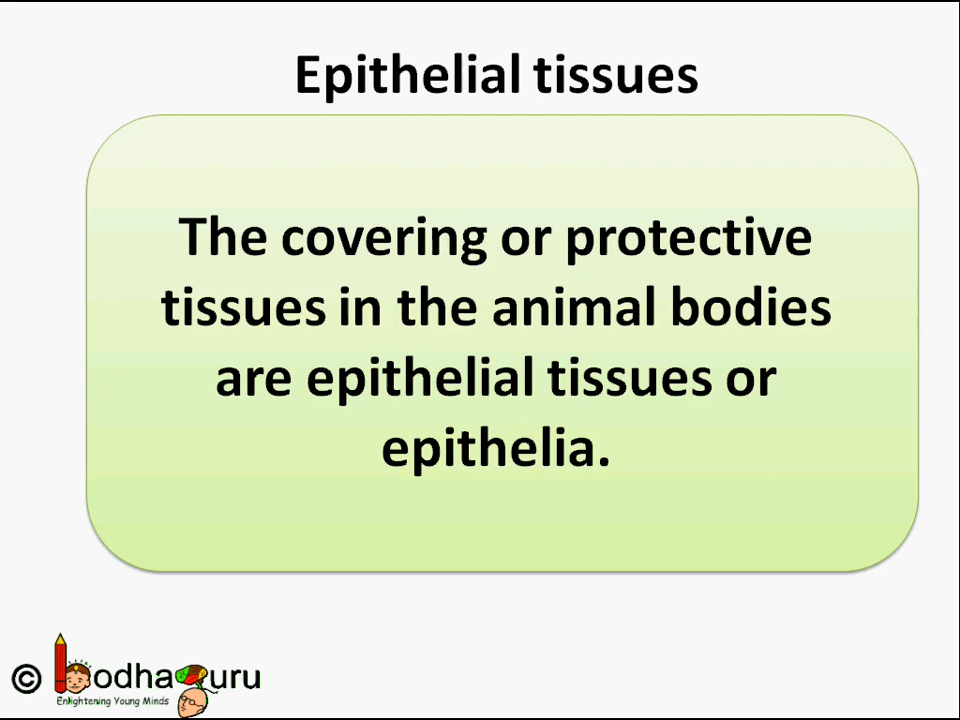 Epithelial tissues
The covering or protective
tissues in the animal bodies
are epithelial tissues or
epithelia.
© bodhaGuru
Enlightening Young Minds